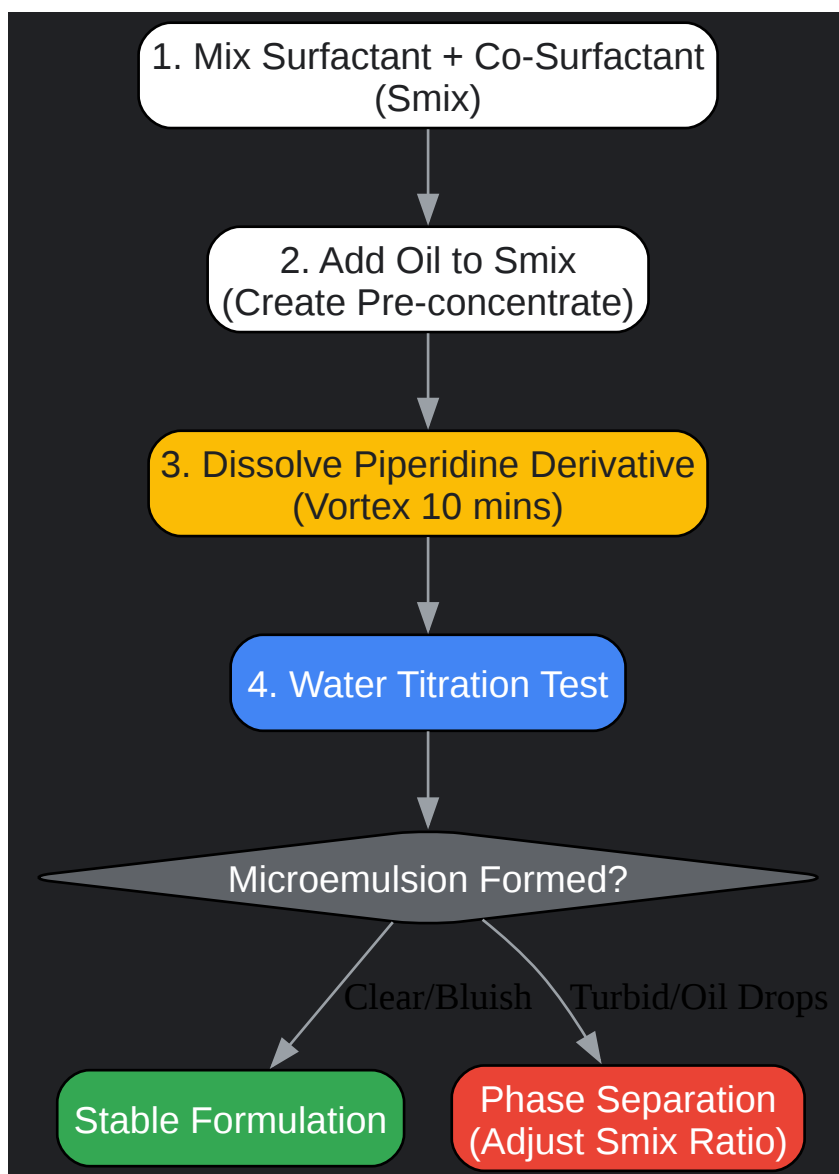 1. Mix Surfactant + Co-Surfactant
(Smix)
2. Add Oil to Smix
(Create Pre-concentrate)
3. Dissolve Piperidine Derivative
(Vortex 10 mins)
4. Water Titration Test
Microemulsion Formed?
Clear/Bluish
Turbid/Oil Drops
Stable Formulation
Phase Separation
(Adjust Smix Ratio)